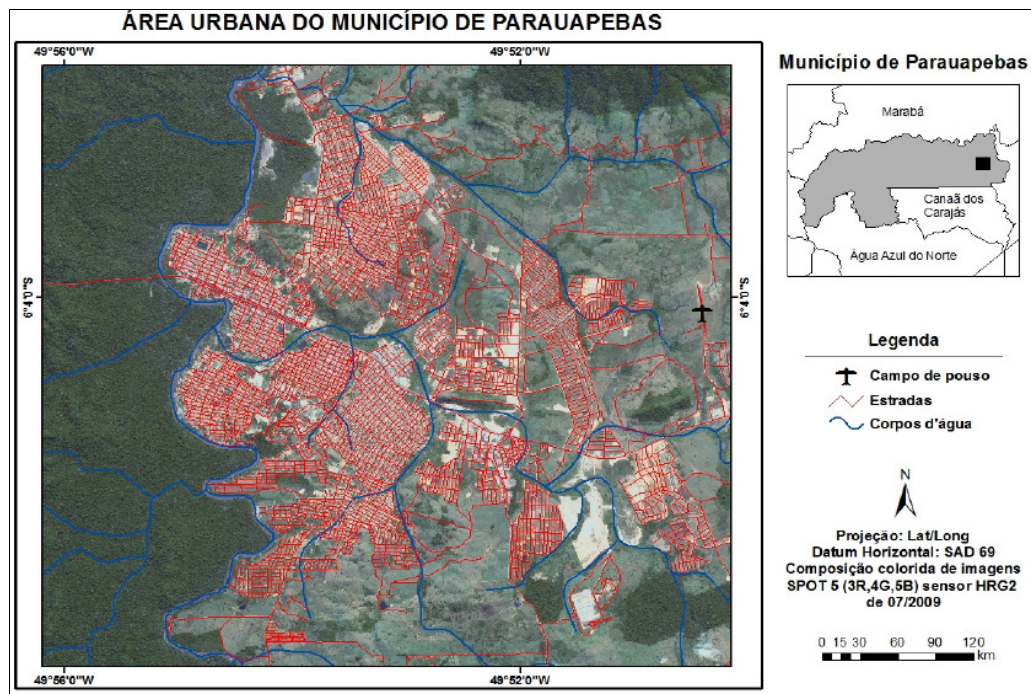 ÁREA URBANA DO MUNICÍPIO DE PARAUAPEBAS
49°56'0"W
49°52'0"W
6°4'0"S
6°4'0"S
49°56'0"W
49°52'0"W
Município de Parauapebas
Marabá
Canaã dos
Carajás
Água Azul do Norte
Legenda
Campo de pouso
Estradas
Corpos d'água
N
Projeção: Lat/Long
Datum Horizontal: SAD 69
Composição colorida de imagens
SPOT 5 (3R,4G,5B) sensor HRG2
de 07/2009
0 15 30 60 90 120
km